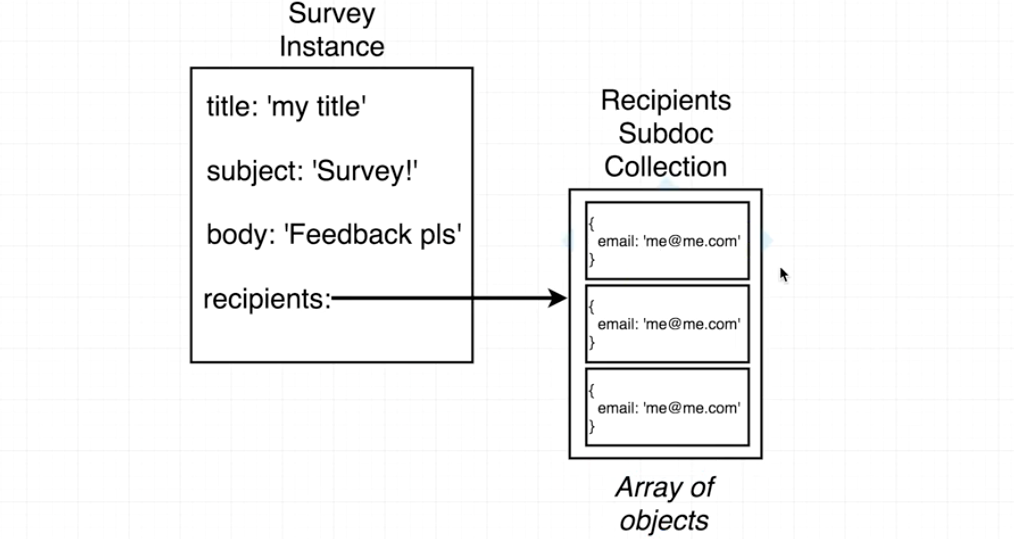 Survey
Instance
title: 'my title'
subject: 'Survey!'
body: 'Feedback pls'
recipients:
Recipients
Subdoc
Collection
{
email: 'me@me.com'
}
{
email: 'me@me.com'
}
{
email: 'me@me.com'
}
Array of
objects